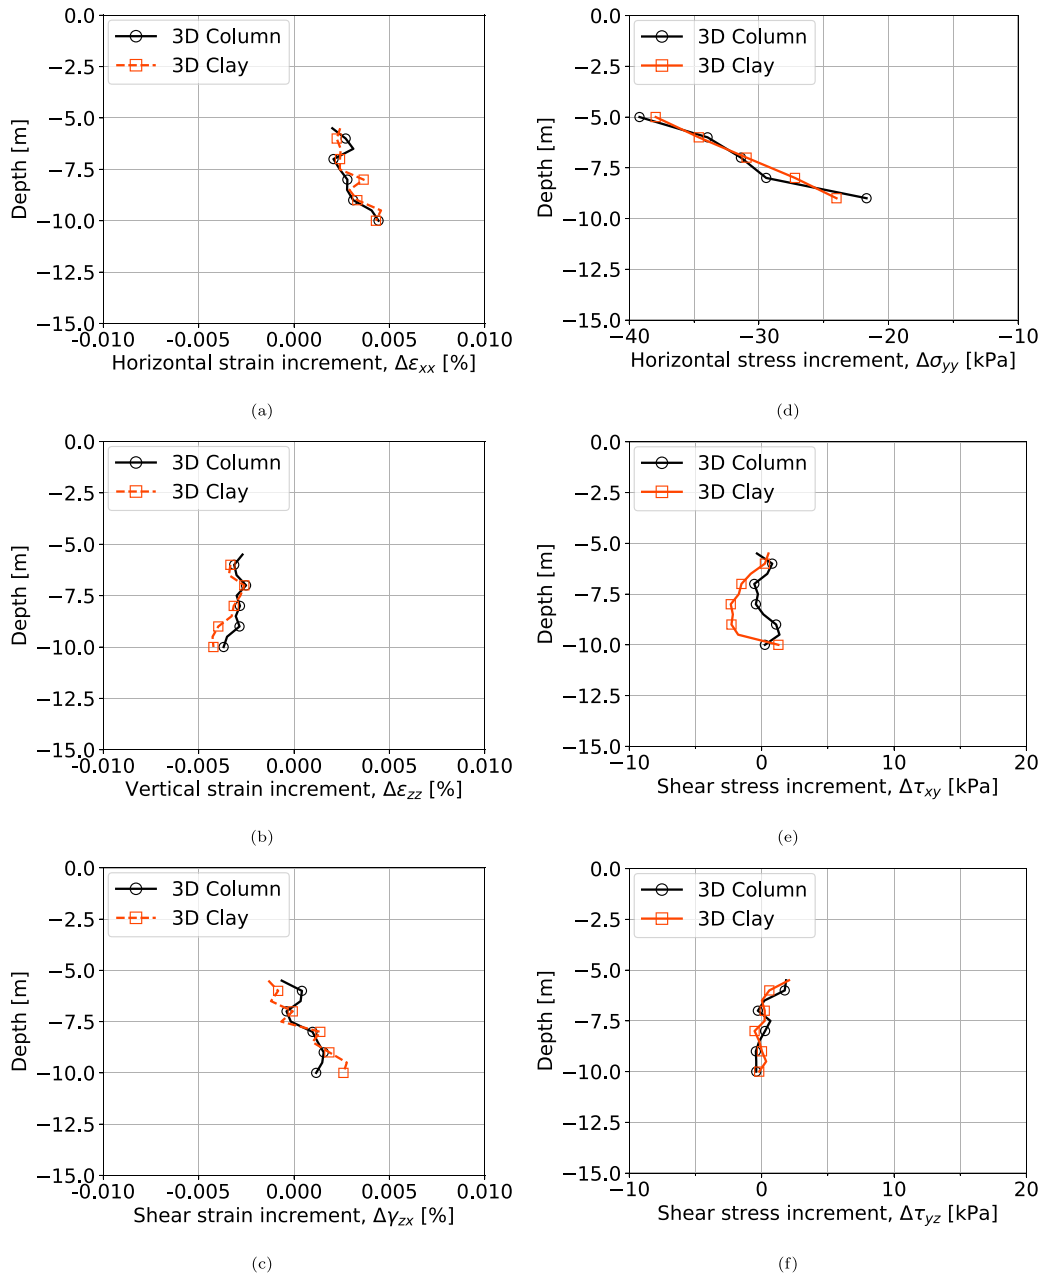 0.0
−2.5
−5.0
−7.5
−10.0
−12.5
−15.0
Depth [m]
3D Column
3D Clay
−0.010
−0.005
0.000
0.005
0.010
Horizontal strain increment, Δεxx [%]
(a)
0.0
−2.5
−5.0
−7.5
−10.0
−12.5
−15.0
Depth [m]
3D Column
3D Clay
−40
−30
−20
−10
Horizontal stress increment, Δσyy [kPa]
(d)
0.0
−2.5
−5.0
−7.5
−10.0
−12.5
−15.0
Depth [m]
3D Column
3D Clay
−0.010
−0.005
0.000
0.005
0.010
Vertical strain increment, Δεzz [%]
(b)
0.0
−2.5
−5.0
−7.5
−10.0
−12.5
−15.0
Depth [m]
3D Column
3D Clay
−10
0
10
20
Shear stress increment, Δτxy [kPa]
(e)
0.0
−2.5
−5.0
−7.5
−10.0
−12.5
−15.0
Depth [m]
3D Column
3D Clay
−0.010
−0.005
0.000
0.005
0.010
Shear strain increment, Δγzx [%]
(c)
0.0
−2.5
−5.0
−7.5
−10.0
−12.5
−15.0
Depth [m]
3D Column
3D Clay
−10
0
10
20
Shear stress increment, Δτyz [kPa]
(f)